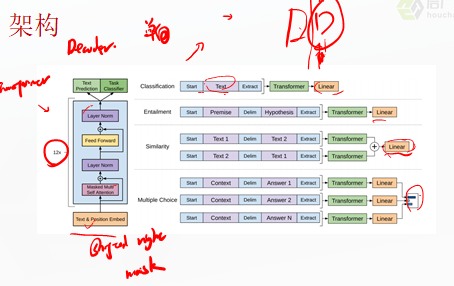 架构
Decoder.
Text Prediction
Task Classifier
Layer Norm
Feed Forward
12x
Layer Norm
Masked Multi Self Attention
Text & Position Embed
mask
Classification
Start Text Extract Transformer Linear
Entailment
Start Premise Delim Hypothesis Extract Transformer Linear
Similarity
Start Text 1 Delim Text 2 Extract Transformer
Start Text 2 Delim Text 1 Extract Transformer
Linear
Multiple Choice
Start Context Delim Answer 1 Extract Transformer Linear
Start Context Delim Answer 2 Extract Transformer Linear
Start Context Delim Answer N Extract Transformer Linear